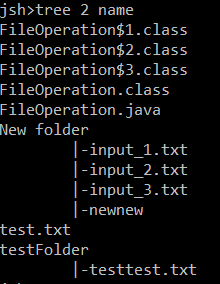 jsh>tree 2 name
FileOperation$1.class
FileOperation$2.class
FileOperation$3.class
FileOperation.class
FileOperation.java
New folder
|-input_1.txt
|-input_2.txt
|-input_3.txt
|-newnew
test.txt
testFolder
|-testtest.txt